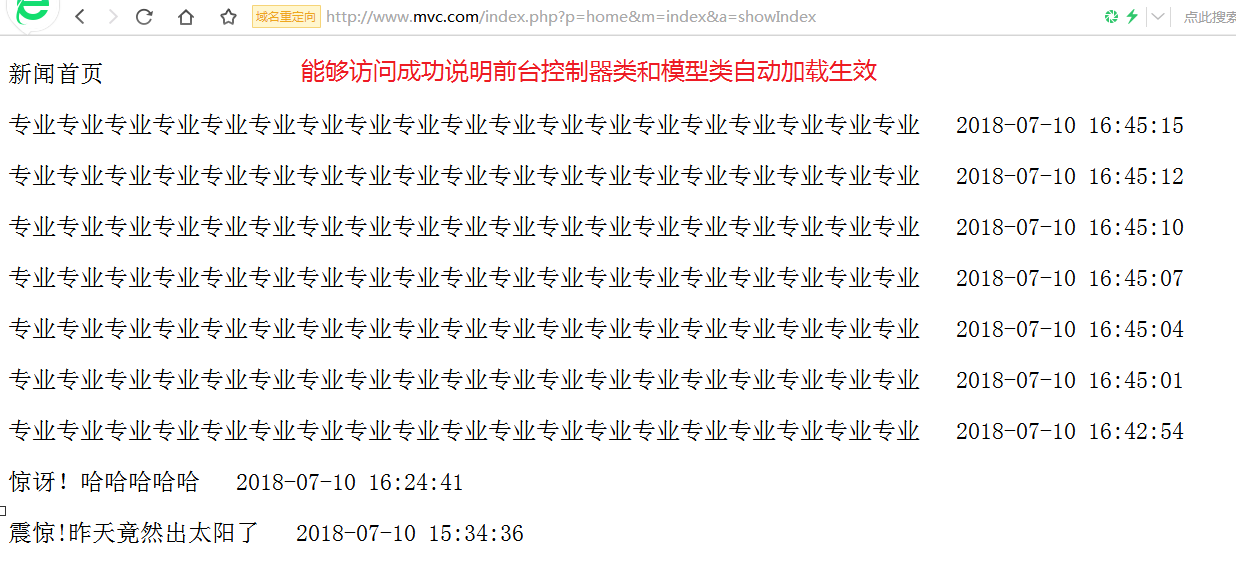 域名重定向 http://www.mvc.com/index.php?p=home&m=index&a=showIndex 点此搜索
新闻首页 能够访问成功说明前台控制器类和模型类自动加载生效
专业专业专业专业专业专业专业专业专业专业专业专业专业专业专业专业专业专业专业 2018-07-10 16:45:15
专业专业专业专业专业专业专业专业专业专业专业专业专业专业专业专业专业专业专业 2018-07-10 16:45:12
专业专业专业专业专业专业专业专业专业专业专业专业专业专业专业专业专业专业专业 2018-07-10 16:45:10
专业专业专业专业专业专业专业专业专业专业专业专业专业专业专业专业专业专业专业 2018-07-10 16:45:07
专业专业专业专业专业专业专业专业专业专业专业专业专业专业专业专业专业专业专业 2018-07-10 16:45:04
专业专业专业专业专业专业专业专业专业专业专业专业专业专业专业专业专业专业专业 2018-07-10 16:45:01
专业专业专业专业专业专业专业专业专业专业专业专业专业专业专业专业专业专业专业 2018-07-10 16:42:54
惊讶！哈哈哈哈哈 2018-07-10 16:24:41
震惊!昨天竟然出太阳了 2018-07-10 15:34:36